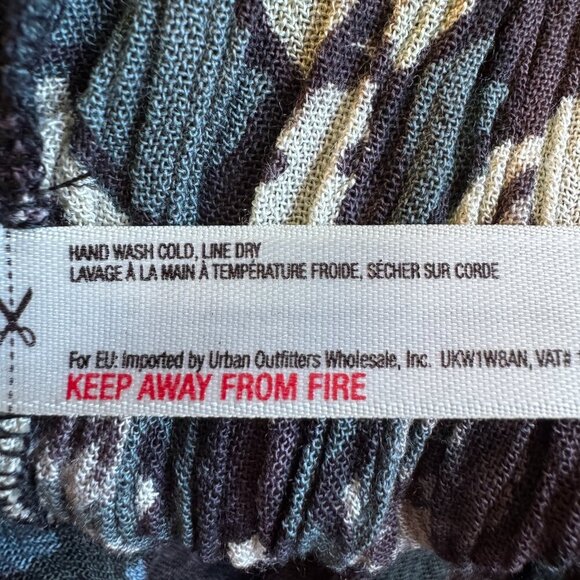 HAND WASH COLD, LINE DRY
LAVAGE À LA MAIN À TEMPÉRATURE FROIDE, SÉCHER SUR CORDE
For EU: Imported by Urban Outfitters Wholesale, Inc. UKW1W8AN, VAT#
KEEP AWAY FROM FIRE